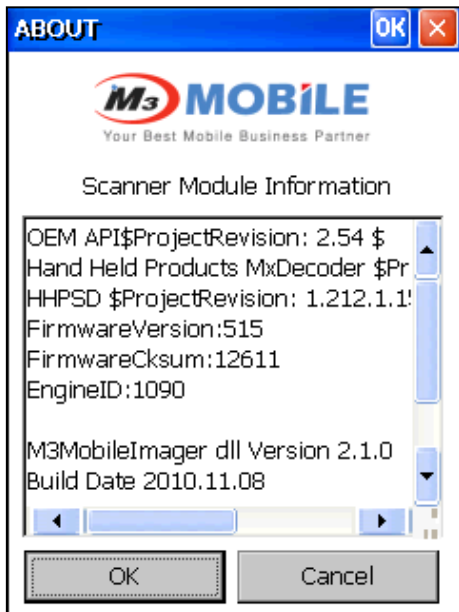 ABOUT
OK
M3 MOBILE
Your Best Mobile Business Partner
Scanner Module Information
OEM API$ProjectRevision: 2.54 $
Hand Held Products MxDecoder $Pr
HHPSD $ProjectRevision: 1.212.1.1
FirmwareVersion:515
FirmwareCksum:12611
EngineID:1090
M3MobileImager dll Version 2.1.0
Build Date 2010.11.08
OK
Cancel